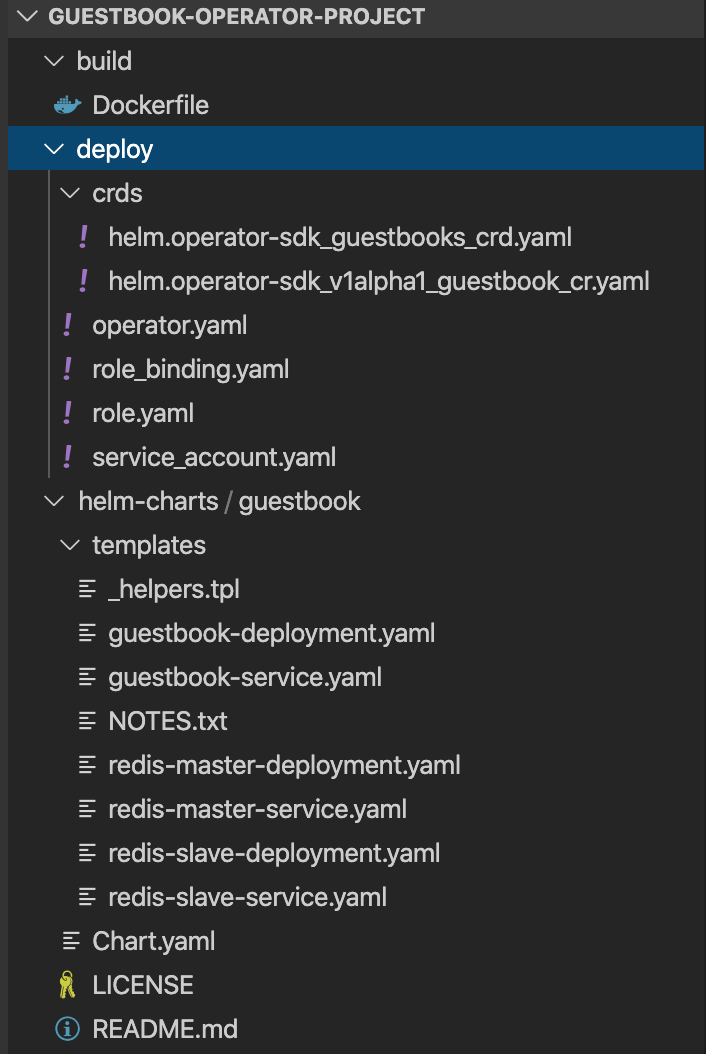 GUESTBOOK-OPERATOR-PROJECT
build
Dockerfile
deploy
crds
helm.operator-sdk_guestbooks_crd.yaml
helm.operator-sdk_v1alpha1_guestbook_cr.yaml
operator.yaml
role_binding.yaml
role.yaml
service_account.yaml
helm-charts / guestbook
templates
_helpers.tpl
guestbook-deployment.yaml
guestbook-service.yaml
NOTES.txt
redis-master-deployment.yaml
redis-master-service.yaml
redis-slave-deployment.yaml
redis-slave-service.yaml
Chart.yaml
LICENSE
README.md